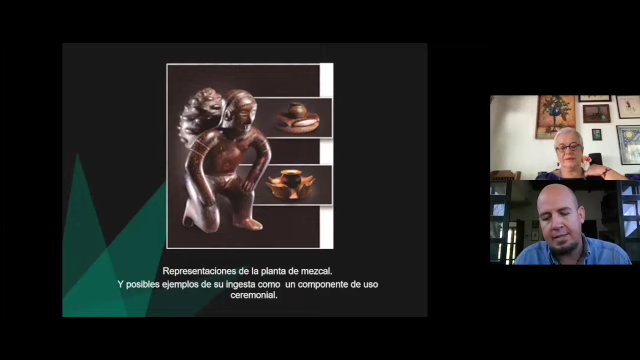 Representaciones de la planta de mezcal.
Y posibles ejemplos de su ingesta como un componente de uso
ceremonial.